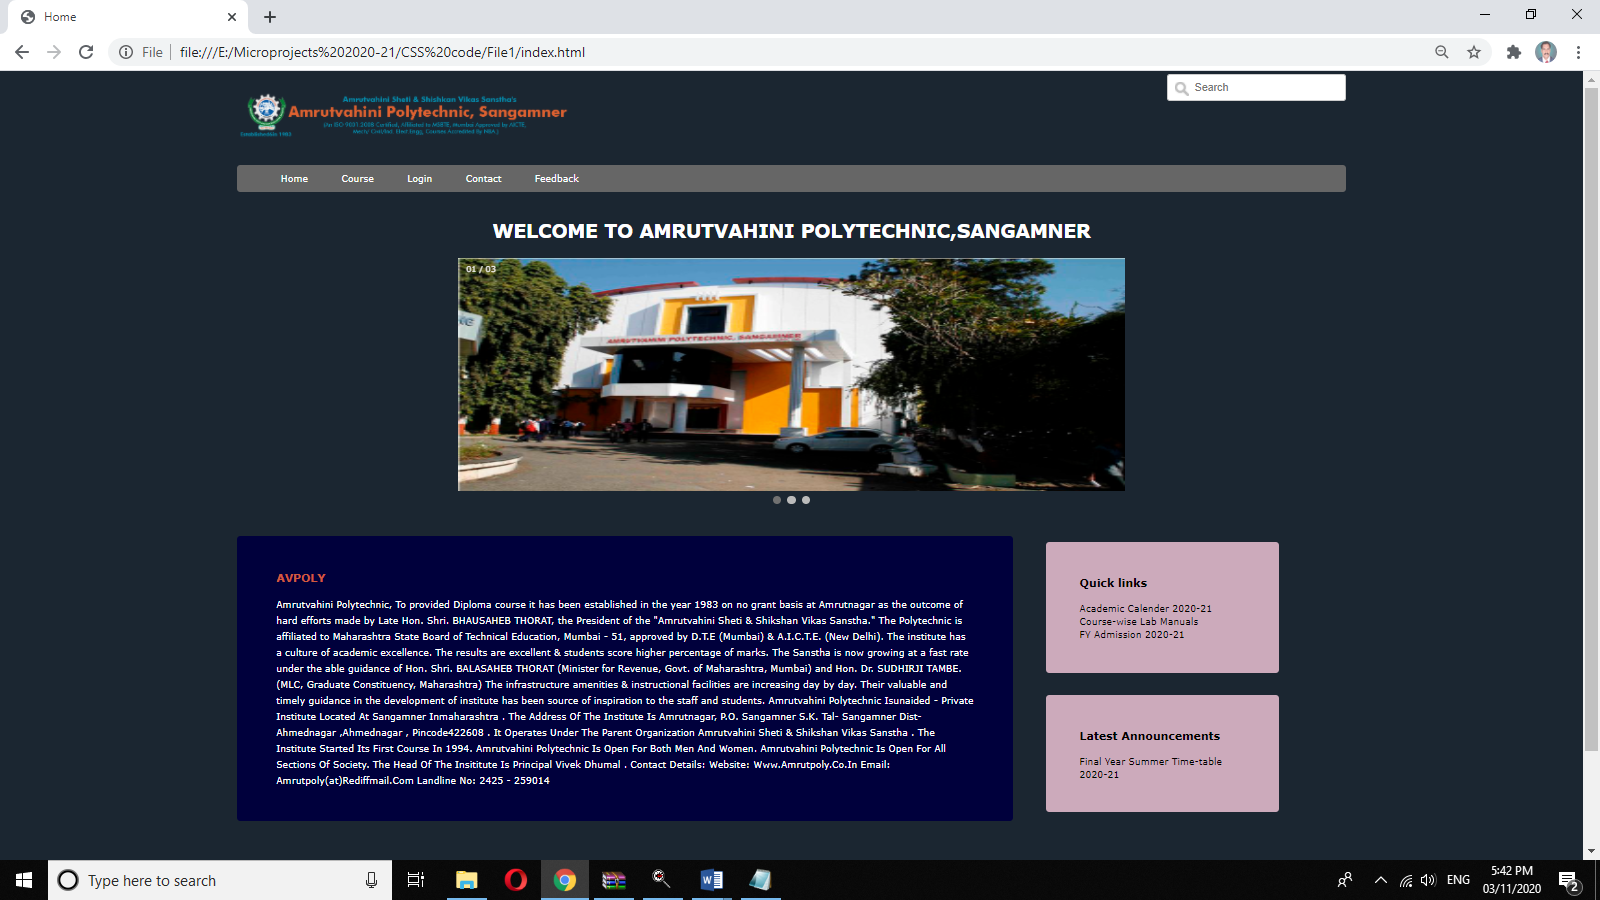 Home
File
file:///E:/Microprojects%202020-21/CSS%20code/File1/index.html
Search
Amrutvahini Sheti & Shishkan Vikas Sanstha's
Amrutvahini Polytechnic, Sangamner
Home Course Login Contact Feedback
WELCOME TO AMRUTVAHINI POLYTECHNIC,SANGAMNER
01 / 03
AMRUTVAHINI POLYTECHNIC, SANGAMNER
AVPOLY
Amrutvahini Polytechnic, To provided Diploma course it has been established in the year 1983 on no grant basis at Amrutnagar as the outcome of
hard efforts made by Late Hon. Shri. BHAUSAHEB THORAT, the President of the "Amrutvahini Sheti & Shikshan Vikas Sanstha." The Polytechnic is
affiliated to Maharashtra State Board of Technical Education, Mumbai - 51, approved by D.T.E (Mumbai) & A.I.C.T.E. (New Delhi). The institute has
a culture of academic excellence. The results are excellent & students score higher percentage of marks. The Sanstha is now growing at a fast rate
under the able guidance of Hon. Shri. BALASAHEB THORAT (Minister for Revenue, Govt. of Maharashtra, Mumbai) and Hon. Dr. SUDHIRJI TAMBE.
(MLC, Graduate Constituency, Maharashtra) The infrastructure amenities & instructional facilities are increasing day by day. Their valuable and
timely guidance in the development of institute has been source of inspiration to the staff and students. Amrutvahini Polytechnic Isunaided - Private
Institute Located At Sangamner Inmaharashtra . The Address Of The Institute Is Amrutnagar, P.O. Sangamner S.K. Tal- Sangamner Dist-
Ahmednagar ,Ahmednagar , Pincode422608 . It Operates Under The Parent Organization Amrutvahini Sheti & Shikshan Vikas Sanstha . The
Institute Started Its First Course In 1994. Amrutvahini Polytechnic Is Open For Both Men And Women. Amrutvahini Polytechnic Is Open For All
Sections Of Society. The Head Of The Insititute Is Principal Vivek Dhumal . Contact Details: Website: Www.Amrutpoly.Co.In Email:
Amrutpoly(at)Rediffmail.Com Landline No: 2425 - 259014
Quick links
Academic Calender 2020-21
Course-wise Lab Manuals
FY Admission 2020-21
Latest Announcements
Final Year Summer Time-table
2020-21
Type here to search
ENG
5:42 PM
03/11/2020
2